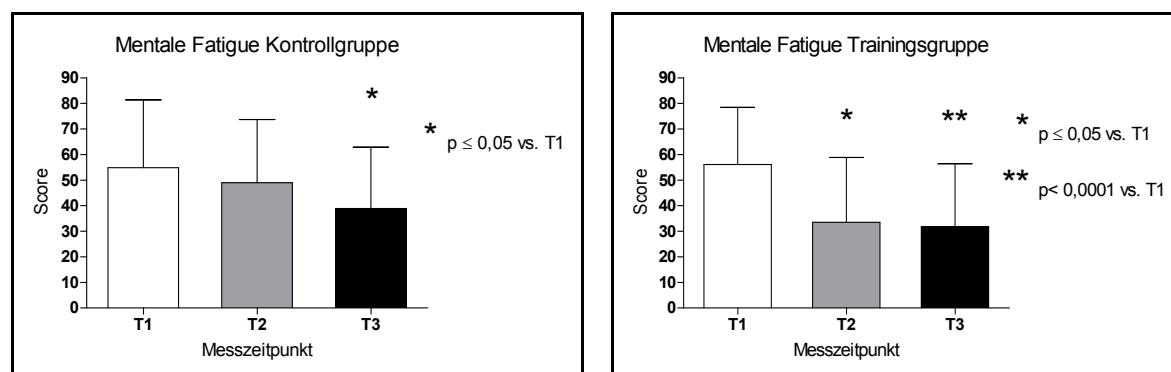 Mentale Fatigue Kontrollgruppe
90
80
70
60
50
40
30
20
10
0
Score
*
* p ≤ 0,05 vs. T1
T1 T2 T3
Messzeitpunkt
Mentale Fatigue Trainingsgruppe
90
80
70
60
50
40
30
20
10
0
Score
* **
* p ≤ 0,05 vs. T1
** p< 0,0001 vs. T1
T1 T2 T3
Messzeitpunkt